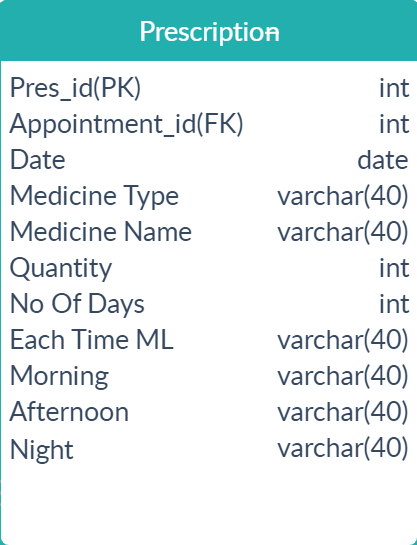 Prescription
Pres_id(PK) int
Appointment_id(FK) int
Date date
Medicine Type varchar(40)
Medicine Name varchar(40)
Quantity int
No Of Days int
Each Time ML varchar(40)
Morning varchar(40)
Afternoon varchar(40)
Night varchar(40)